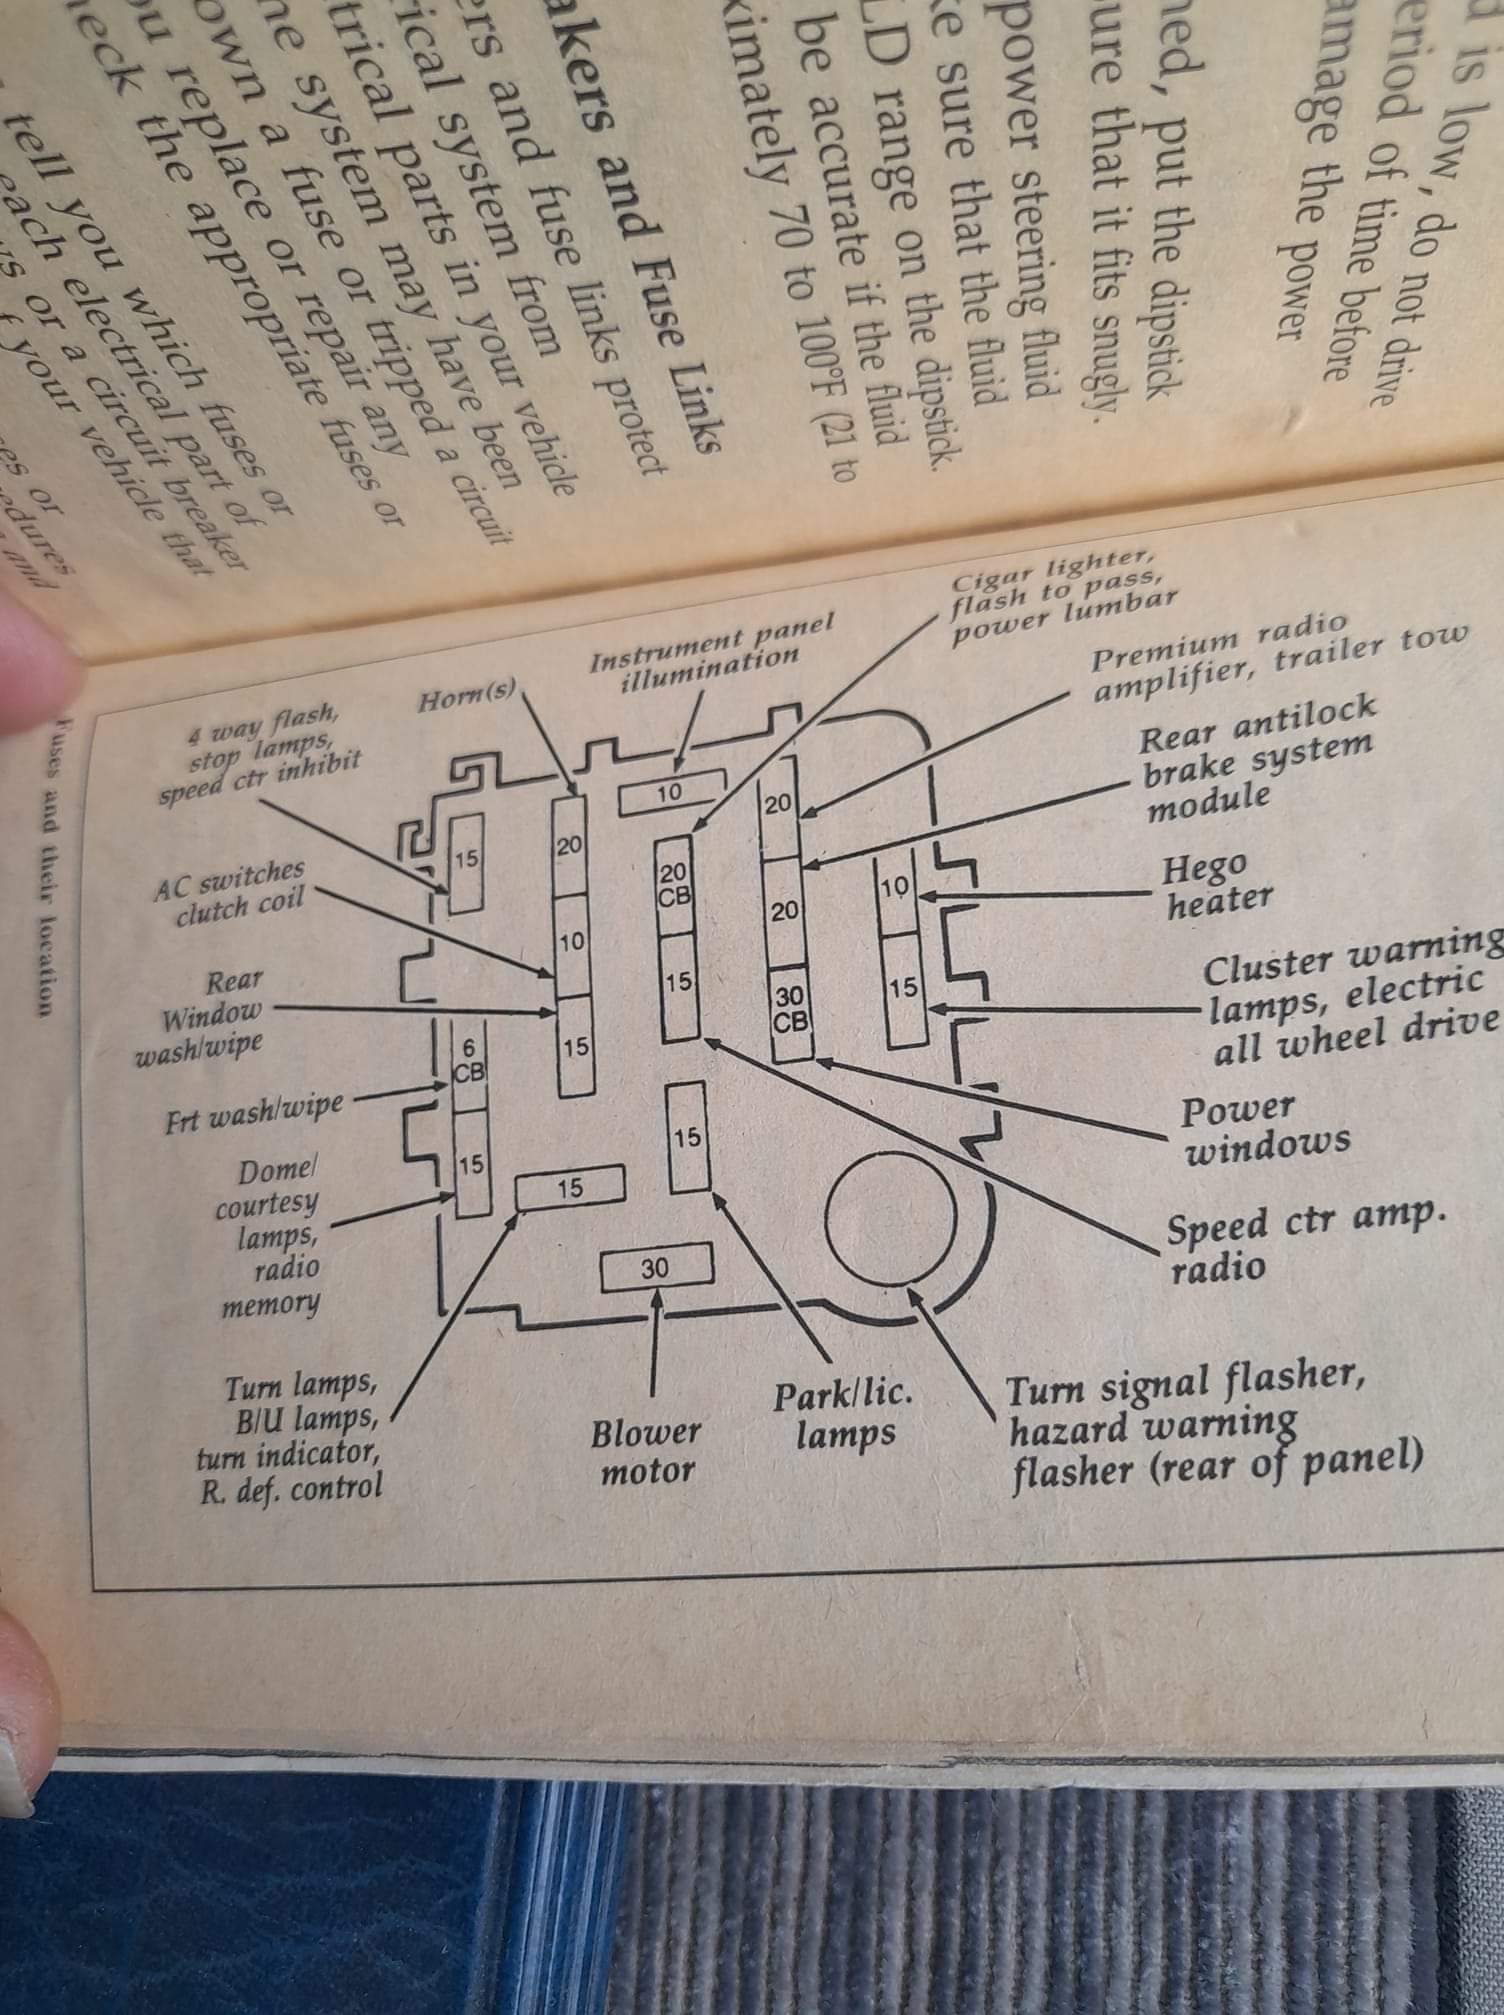 d is low, do not drive
eriod of time before
amage the power
ned, put the dipstick
sure that it fits snugly.
power steering fluid
ke sure that the fluid
LD range on the dipstick.
be accurate if the fluid
ximately 70 to 100°F (21 to
akers and Fuse Links
ers and fuse links protect
rical system from
trical parts in your vehicle
ne system may have been
own a fuse or tripped a circuit
ou replace or repair any
heck the appropriate fuses or
tell you which fuses or
each electrical part of
ws or a circuit breaker
f your vehicle that
ses or
edures
and
Fuses and their location
4 way flash,
stop lamps,
speed ctr inhibit
Horn(s)
Instrument panel
illumination
Cigar lighter,
flash to pass,
power lumbar
Premium radio
amplifier, trailer tow
Rear antilock
brake system
module
Hego
heater
Cluster warning
lamps, electric
all wheel drive
Power
windows
Speed ctr amp.
radio
Turn signal flasher,
hazard warning
flasher (rear of panel)
Park/lic.
lamps
Blower
motor
Turn lamps,
B/U lamps,
turn indicator,
R. def. control
Dome/
courtesy
lamps,
radio
memory
Frt wash/wipe
Rear
Window
wash/wipe
AC switches
clutch coil
15
6
CB
15
20
10
15
10
20
CB
15
20
20
30
CB
10
15
15
15
30